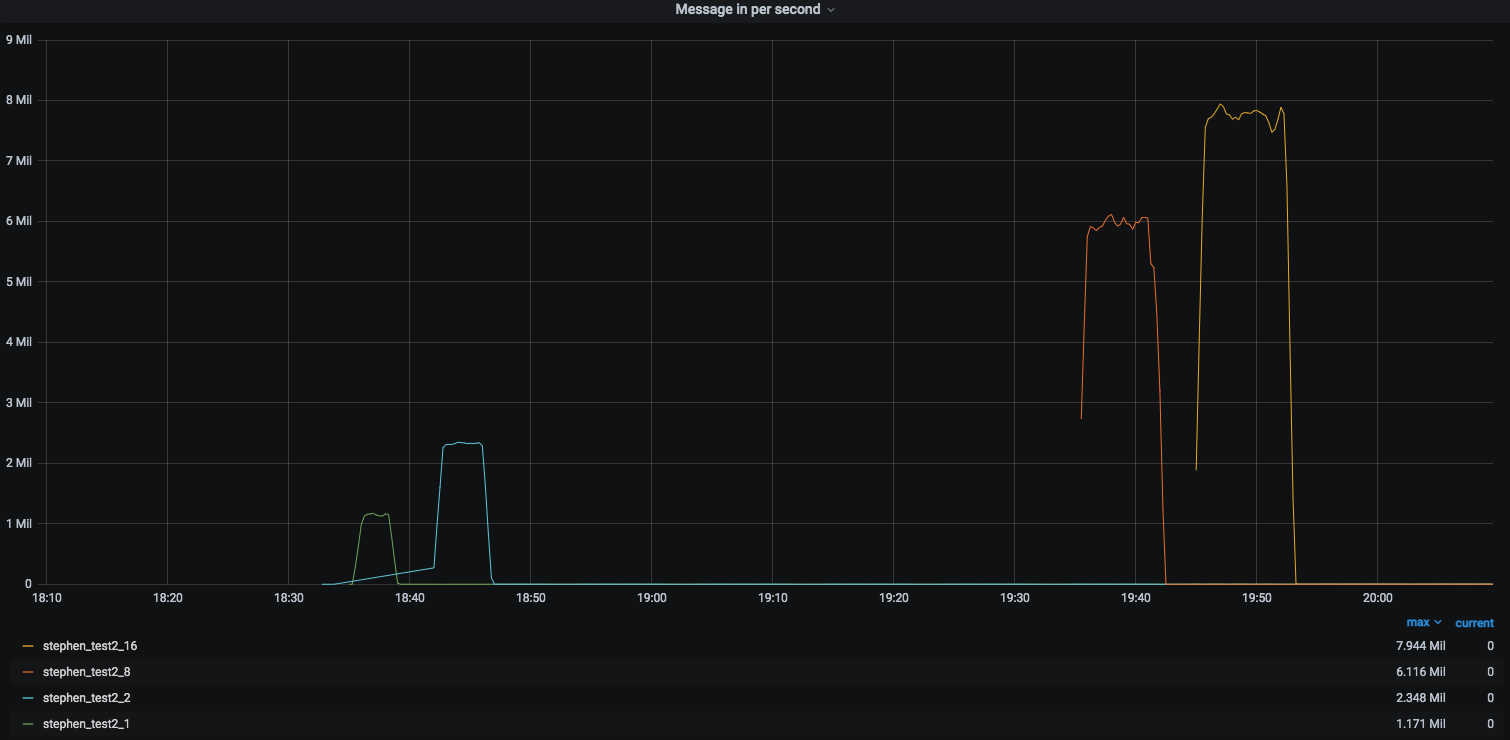 Message in per second
9 Mil
8 Mil
7 Mil
6 Mil
5 Mil
4 Mil
3 Mil
2 Mil
1 Mil
0
18:10 18:20 18:30 18:40 18:50 19:00 19:10 19:20 19:30 19:40 19:50 20:00
max current
stephen_test2_16 7.944 Mil 0
stephen_test2_8 6.116 Mil 0
stephen_test2_2 2.348 Mil 0
stephen_test2_1 1.171 Mil 0